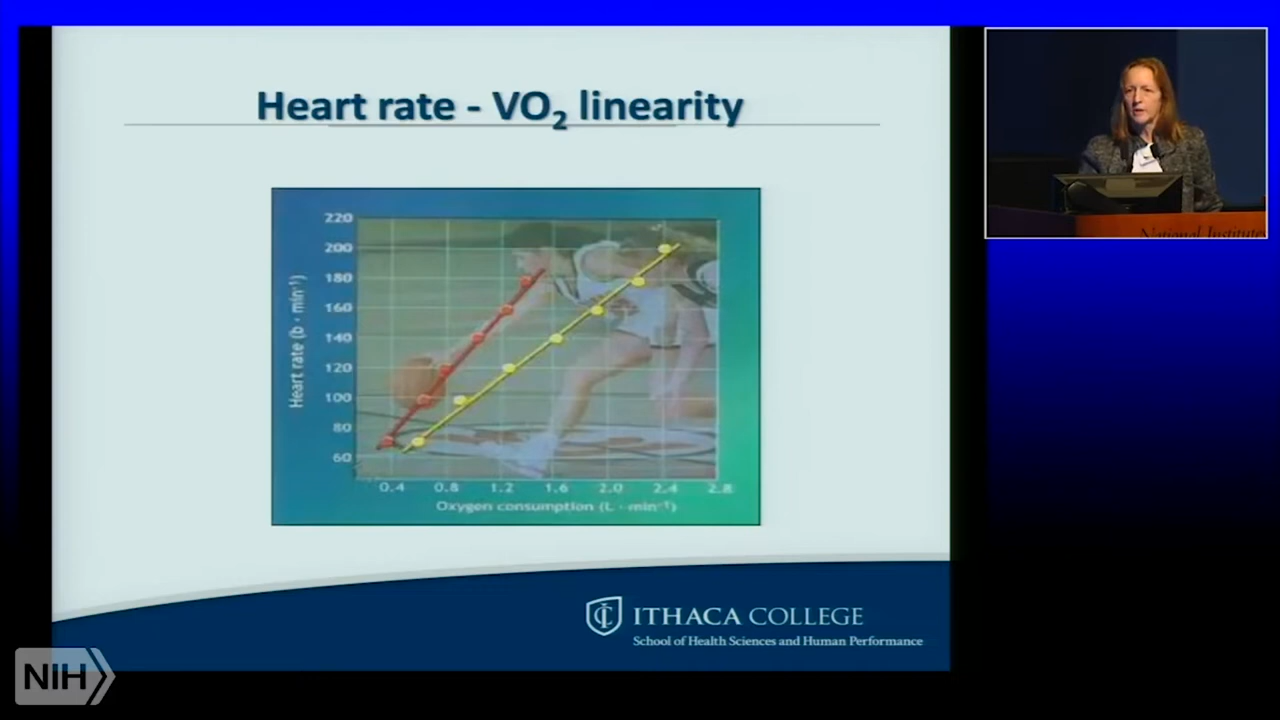 Heart rate - VO₂ linearity
220
200
180
160
140
120
100
80
60
Heart rate (b · min⁻¹)
0.4 0.8 1.2 1.6 2.0 2.4 2.8
Oxygen consumption (L · min⁻¹)
ITHACA COLLEGE
School of Health Sciences and Human Performance
National Institutes
NIH